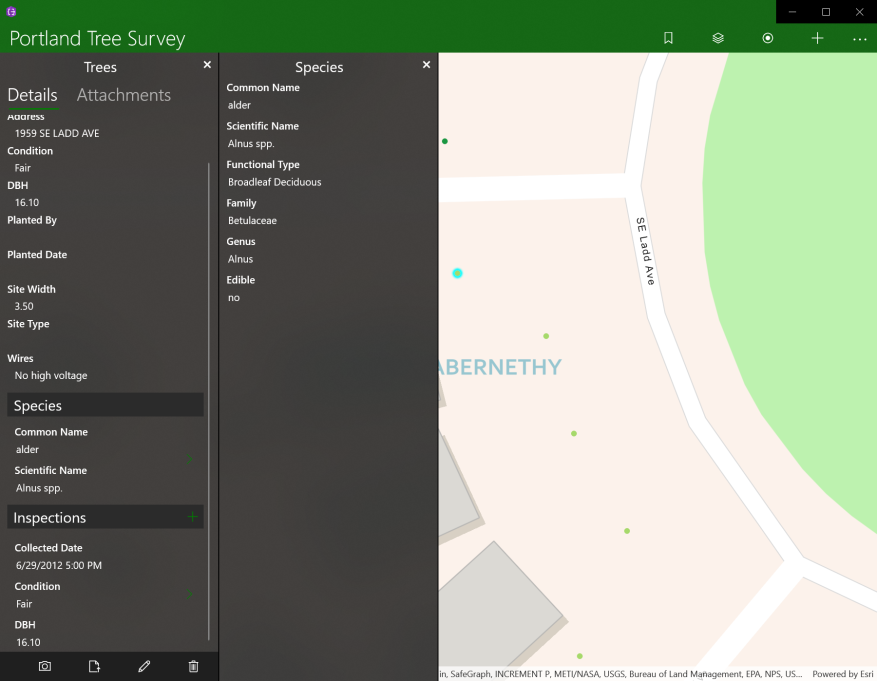 Portland Tree Survey
Trees
Details Attachments
Address
1959 SE LADD AVE
Condition
Fair
DBH
16.10
Planted By
Planted Date
Site Width
3.50
Site Type
Wires
No high voltage
Species
Common Name
alder
Scientific Name
Alnus spp.
Inspections
Collected Date
6/29/2012 5:00 PM
Condition
Fair
DBH
16.10
Species
Common Name
alder
Scientific Name
Alnus spp.
Functional Type
Broadleaf Deciduous
Family
Betulaceae
Genus
Alnus
Edible
no
SE Ladd Ave
ABERNETHY
in, SafeGraph, INCREMENT P, METI/NASA, USGS, Bureau of Land Management, EPA, NPS, US... Powered by Esri